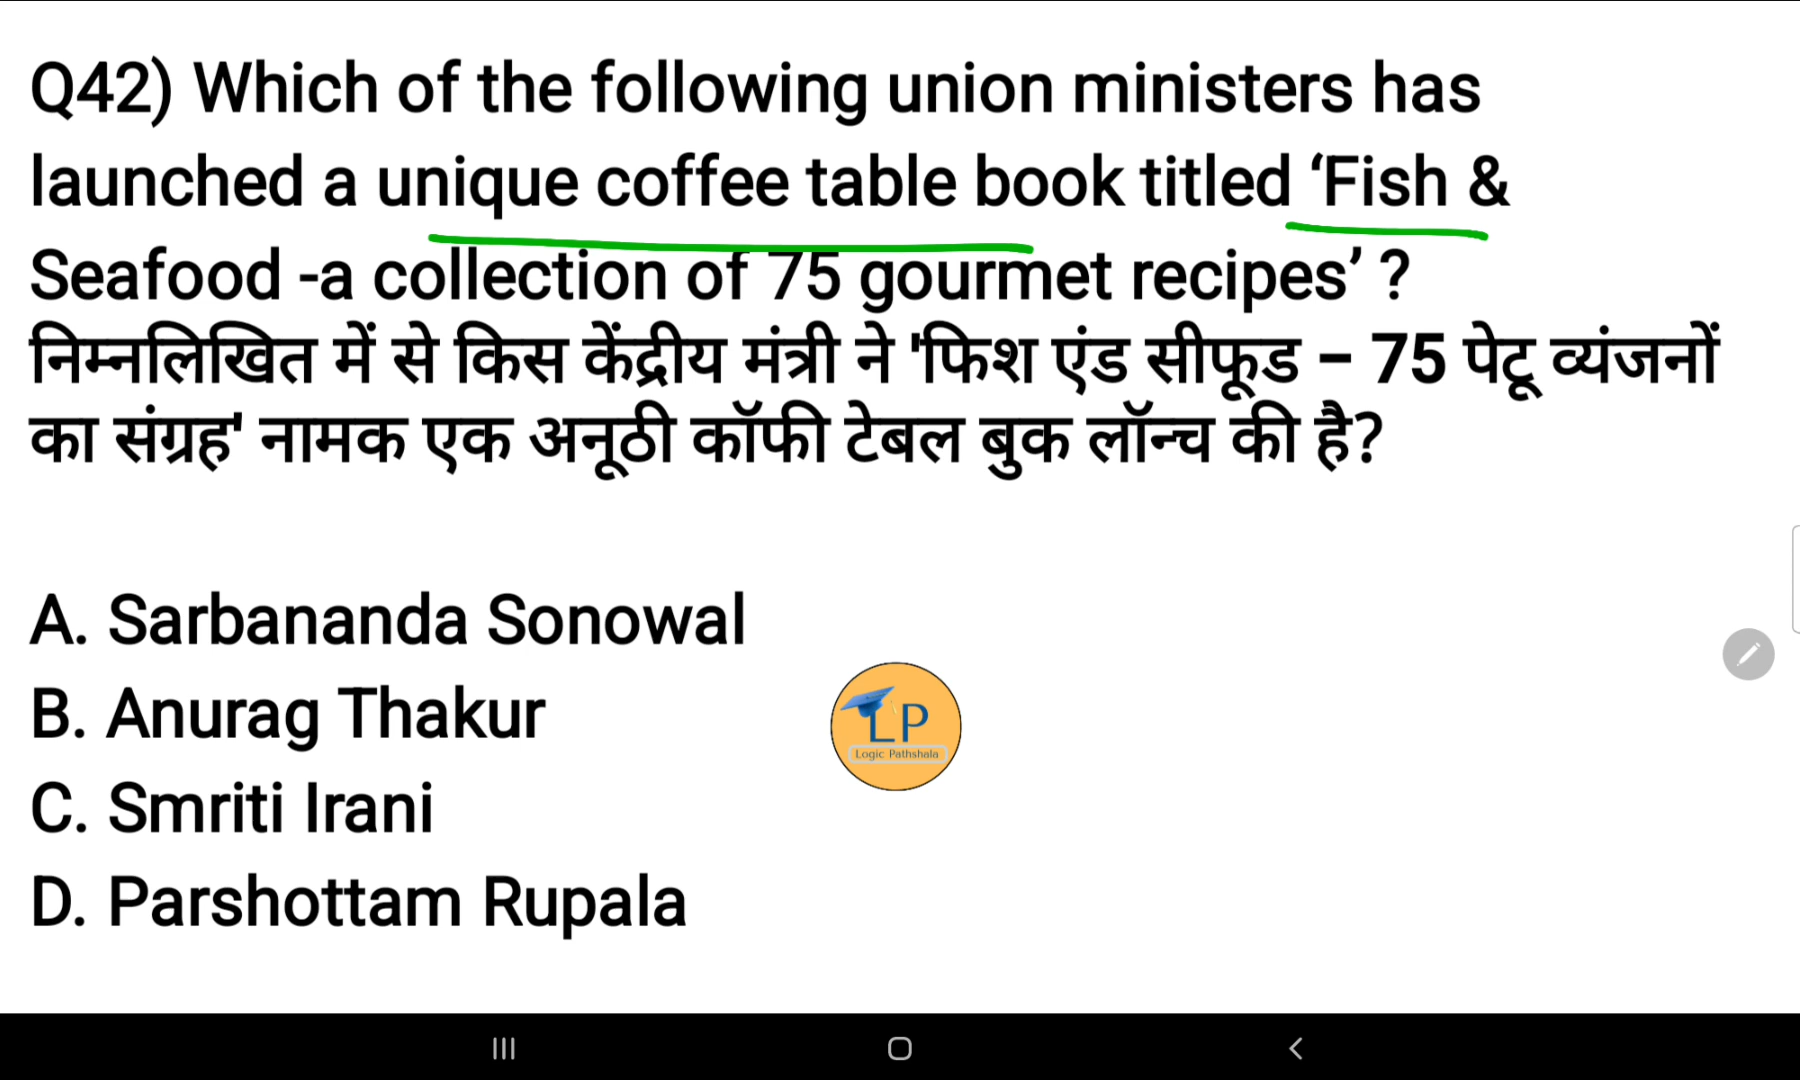 Q42) Which of the following union ministers has
launched a unique coffee table book titled ‘Fish &
Seafood -a collection of 75 gourmet recipes’ ?
निम्नलिखित में से किस केंद्रीय मंत्री ने 'फिश एंड सीफूड – 75 पेटू व्यंजनों
का संग्रह' नामक एक अनूठी कॉफी टेबल बुक लॉन्च की है?
A. Sarbananda Sonowal
B. Anurag Thakur
C. Smriti Irani
D. Parshottam Rupala
LP
Logic Pathshala